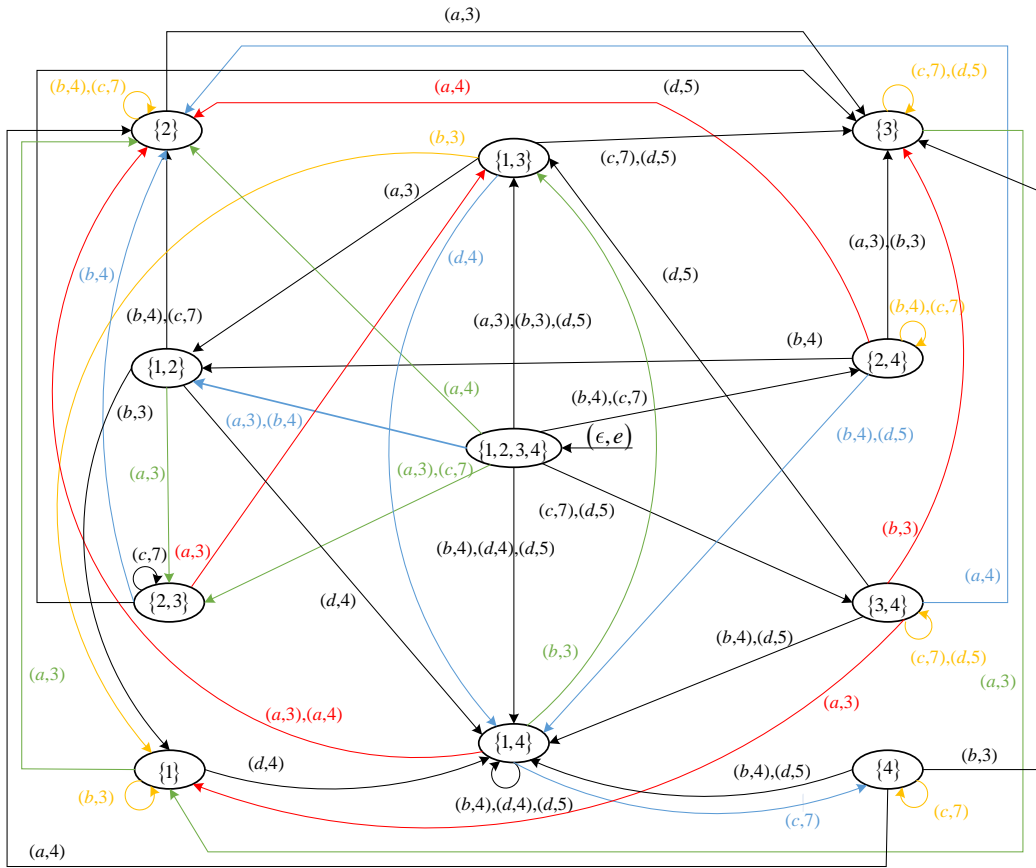 (a,3)
(b,4),(c,7)
(a,4)
(d,5)
(c,7),(d,5)
{2}
{3}
(b,3)
{1,3}
(c,7),(d,5)
(a,3)
(b,4)
(d,4)
(d,5)
(a,3),(b,3)
(b,4),(c,7)
(a,3),(b,3),(d,5)
(b,4),(c,7)
(b,4)
{1,2}
{2,4}
(a,4)
(b,4),(c,7)
(b,3)
(a,3),(b,4)
(b,4),(d,5)
{1,2,3,4}
(ϵ,e)
(a,3)
(a,3),(c,7)
(c,7),(d,5)
(b,3)
(c,7)
(a,3)
(b,4),(d,4),(d,5)
(a,4)
{2,3}
(d,4)
{3,4}
(b,4),(d,5)
(b,3)
(c,7),(d,5)
(a,3)
(a,3)
(a,3),(a,4)
(a,3)
{1,4}
{1}
(d,4)
(b,4),(d,5)
{4}
(b,3)
(b,3)
(b,4),(d,4),(d,5)
(c,7)
(c,7)
(a,4)